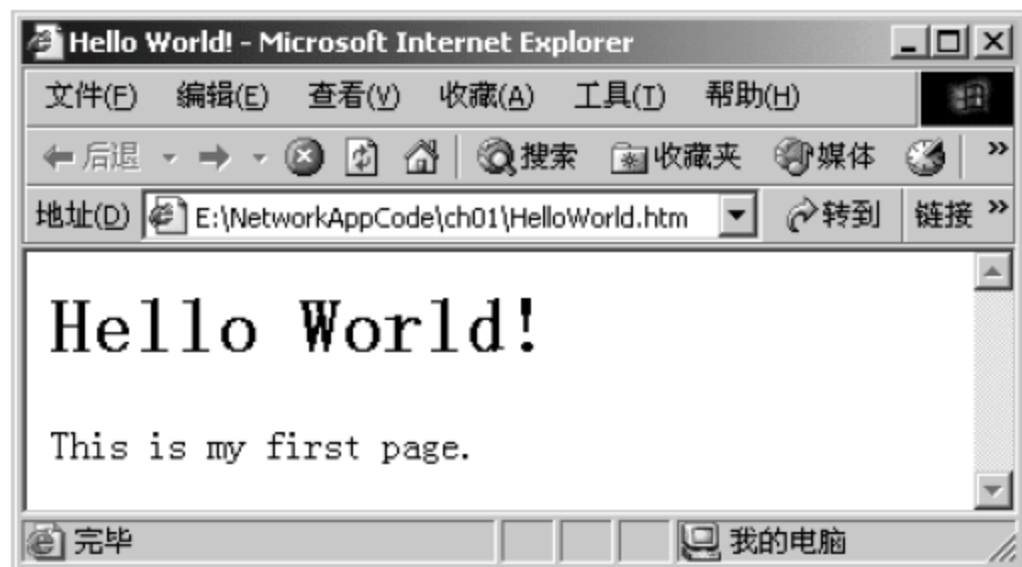 Hello World! - Microsoft Internet Explorer
文件(F) 编辑(E) 查看(V) 收藏(A) 工具(T) 帮助(H)
后退 搜索 收藏夹 媒体 »
地址(D) E:\NetworkAppCode\ch01\HelloWorld.htm 转到 链接 »
Hello World!
This is my first page.
完毕 我的电脑